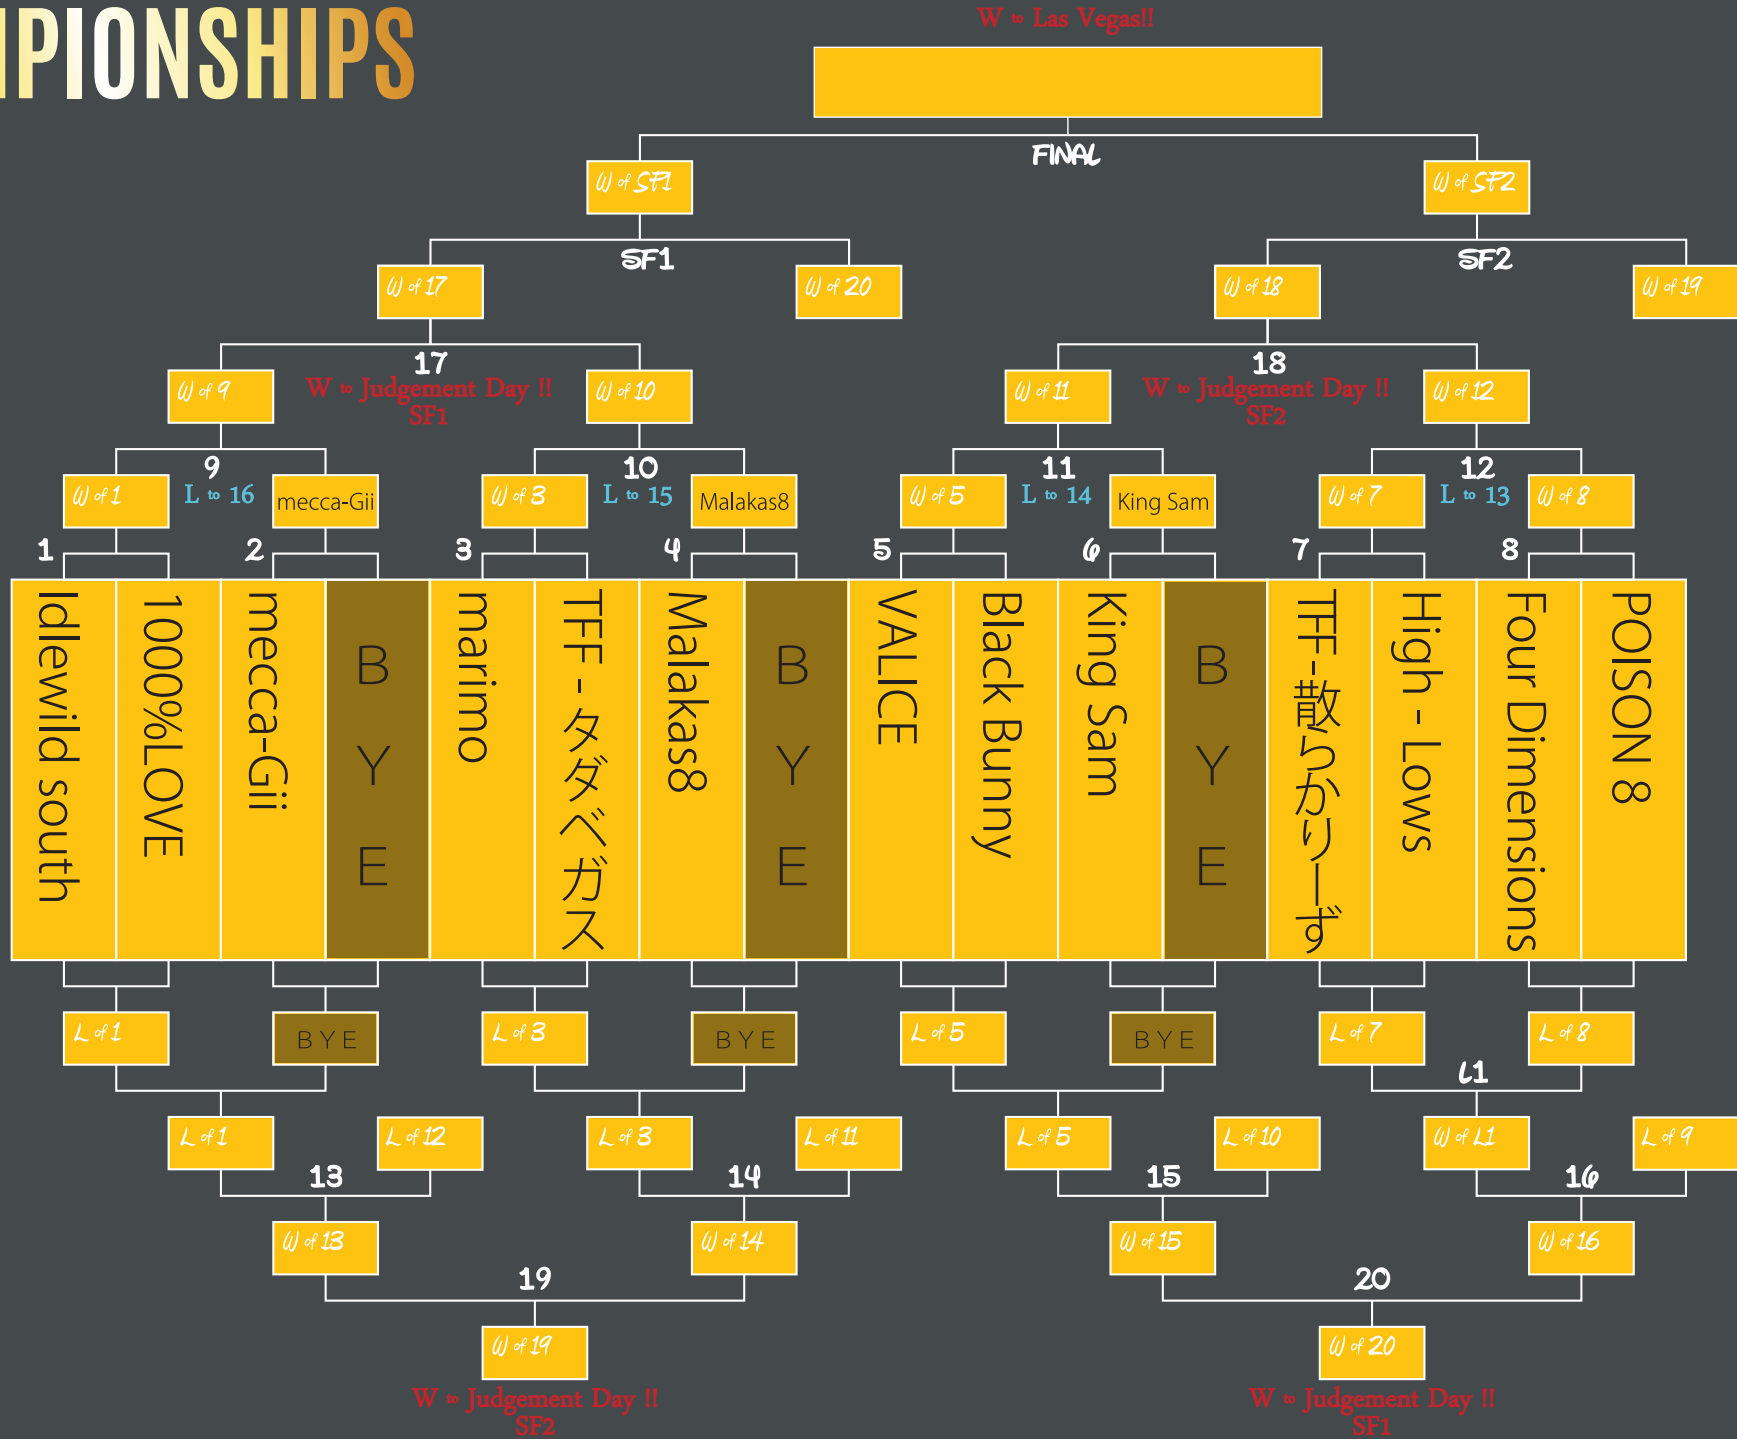 MPIONSHIPS
W to Las Vegas!!
FINAL
W of SF1
W of SF2
SF1
SF2
W of 17
W of 20
W of 18
W of 19
17
18
W of 9
W to Judgement Day !!
SF1
W of 10
W of 11
W to Judgement Day !!
SF2
W of 12
9
10
11
12
W of 1
L to 16
mecca-Gii
W of 3
L to 15
Malakas8
W of 5
L to 14
King Sam
W of 7
L to 13
W of 8
1
2
3
4
5
6
7
8
Idlewild south
1000%LOVE
mecca-Gii
BYE
marimo
TFF - タダベガス
Malakas8
BYE
VALICE
Black Bunny
King Sam
BYE
TFF-散らかりーず
High - Lows
Four Dimensions
POISON 8
L of 1
BYE
L of 3
BYE
L of 5
BYE
L of 7
L of 8
L1
L of 1
L of 12
L of 3
L of 11
L of 5
L of 10
W of L1
L of 9
13
14
15
16
W of 13
W of 14
W of 15
W of 16
19
20
W of 19
W of 20
W to Judgement Day !!
SF2
W to Judgement Day !!
SF1